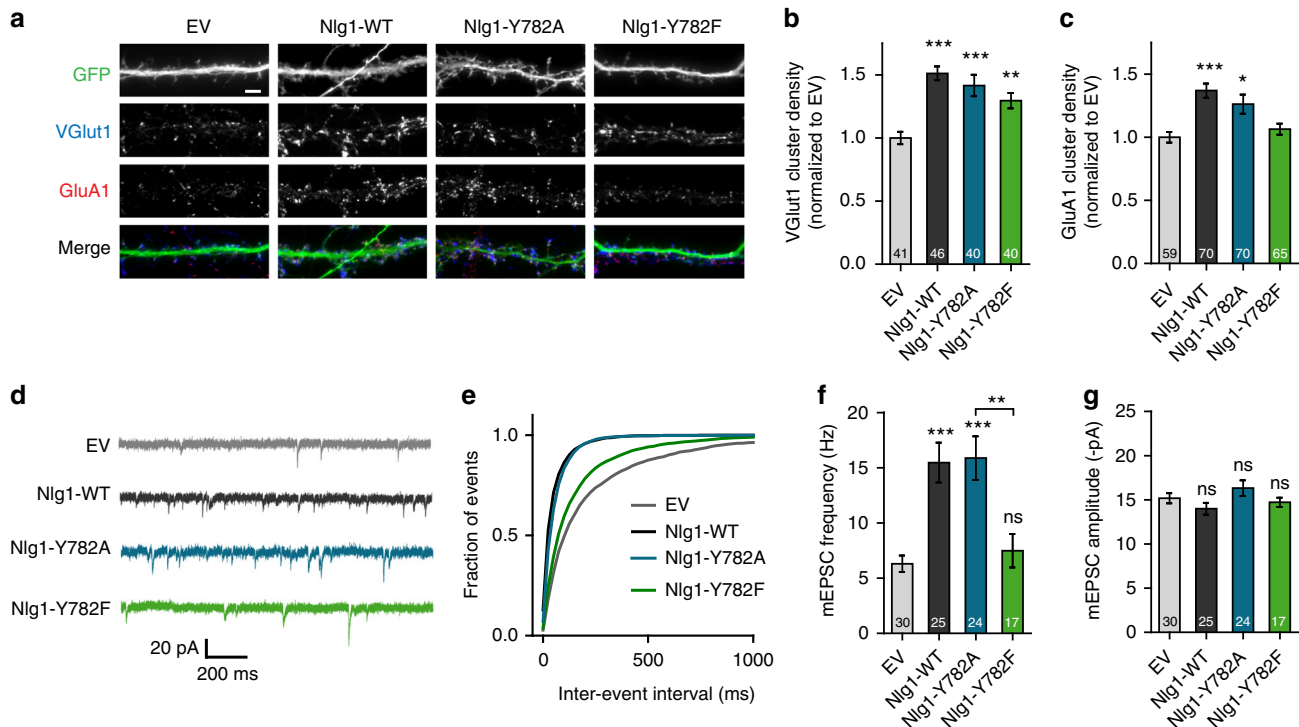 a
EV
Nlg1-WT
Nlg1-Y782A
Nlg1-Y782F
GFP
VGlut1
GluA1
Merge
b
VGlut1 cluster density
(normalized to EV)
1.5
1.0
0.5
0.0
***
***
**
41
46
40
40
EV
Nlg1-WT
Nlg1-Y782A
Nlg1-Y782F
c
GluA1 cluster density
(normalized to EV)
1.5
1.0
0.5
0.0
***
*
59
70
70
65
EV
Nlg1-WT
Nlg1-Y782A
Nlg1-Y782F
d
EV
Nlg1-WT
Nlg1-Y782A
Nlg1-Y782F
20 pA
200 ms
e
Fraction of events
1.0
0.5
0.0
EV
Nlg1-WT
Nlg1-Y782A
Nlg1-Y782F
0
500
1000
Inter-event interval (ms)
f
mEPSC frequency (Hz)
20
15
10
5
0
***
***
**
ns
30
25
24
17
EV
Nlg1-WT
Nlg1-Y782A
Nlg1-Y782F
g
mEPSC amplitude (-pA)
25
20
15
10
5
0
ns
ns
ns
30
25
24
17
EV
Nlg1-WT
Nlg1-Y782A
Nlg1-Y782F